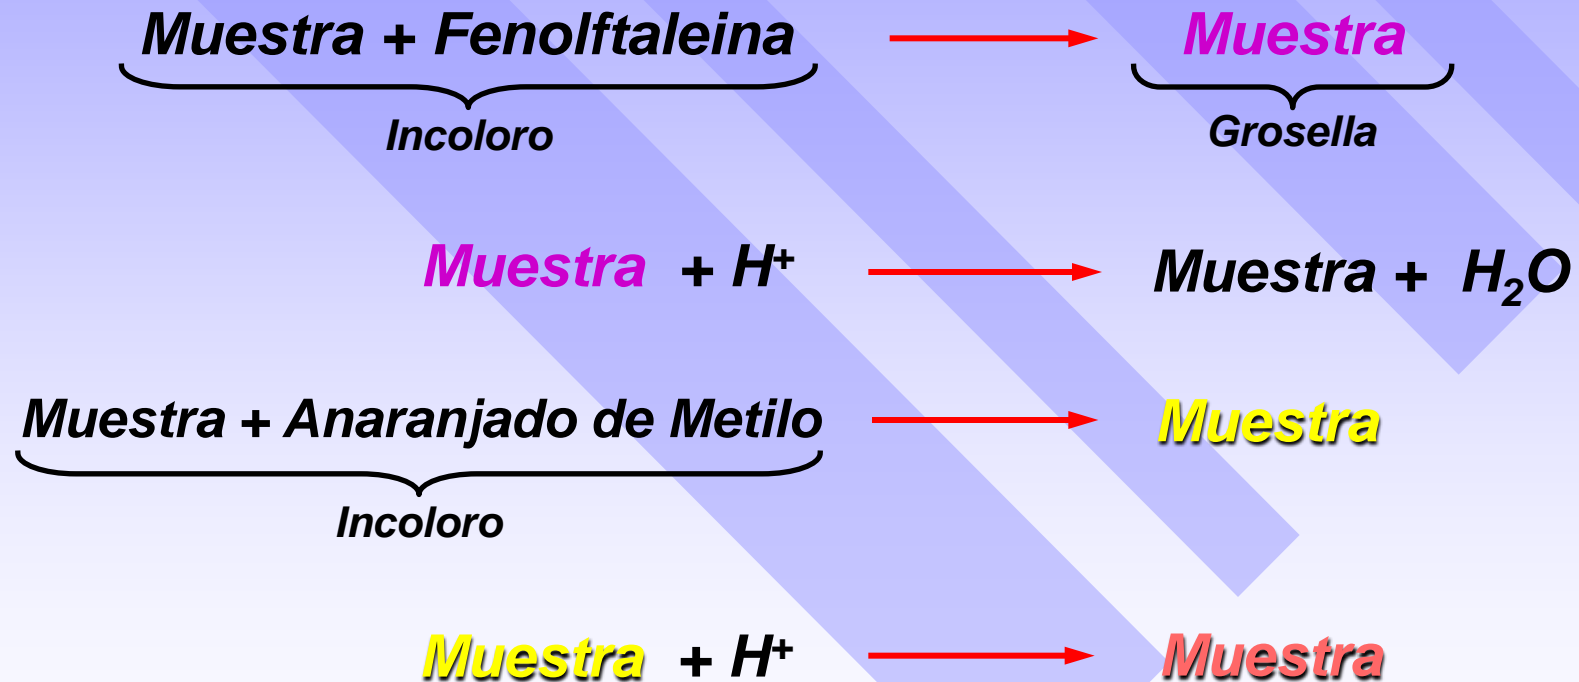 Muestra + Fenolftaleina Muestra
Incoloro Grosella
Muestra + H⁺ Muestra + H₂O
Muestra + Anaranjado de Metilo Muestra
Incoloro
Muestra + H⁺ Muestra